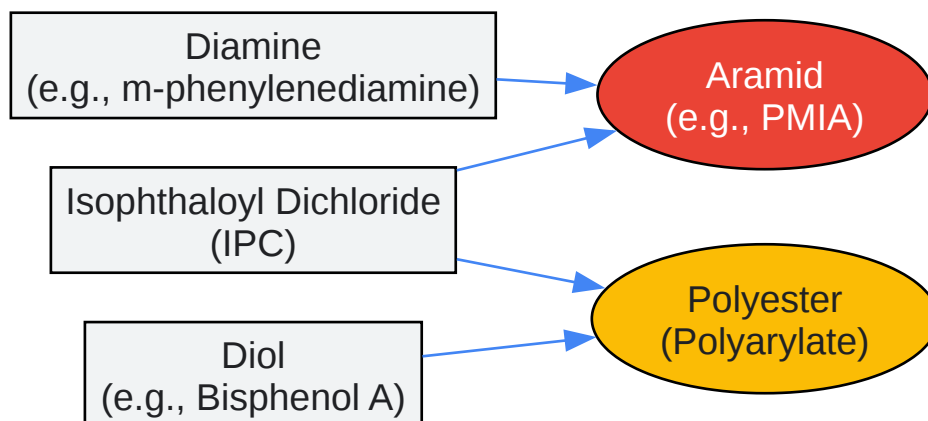 Diamine
(e.g., m-phenylenediamine)
Aramid
(e.g., PMIA)
Isophthaloyl Dichloride
(IPC)
Polyester
(Polyarylate)
Diol
(e.g., Bisphenol A)